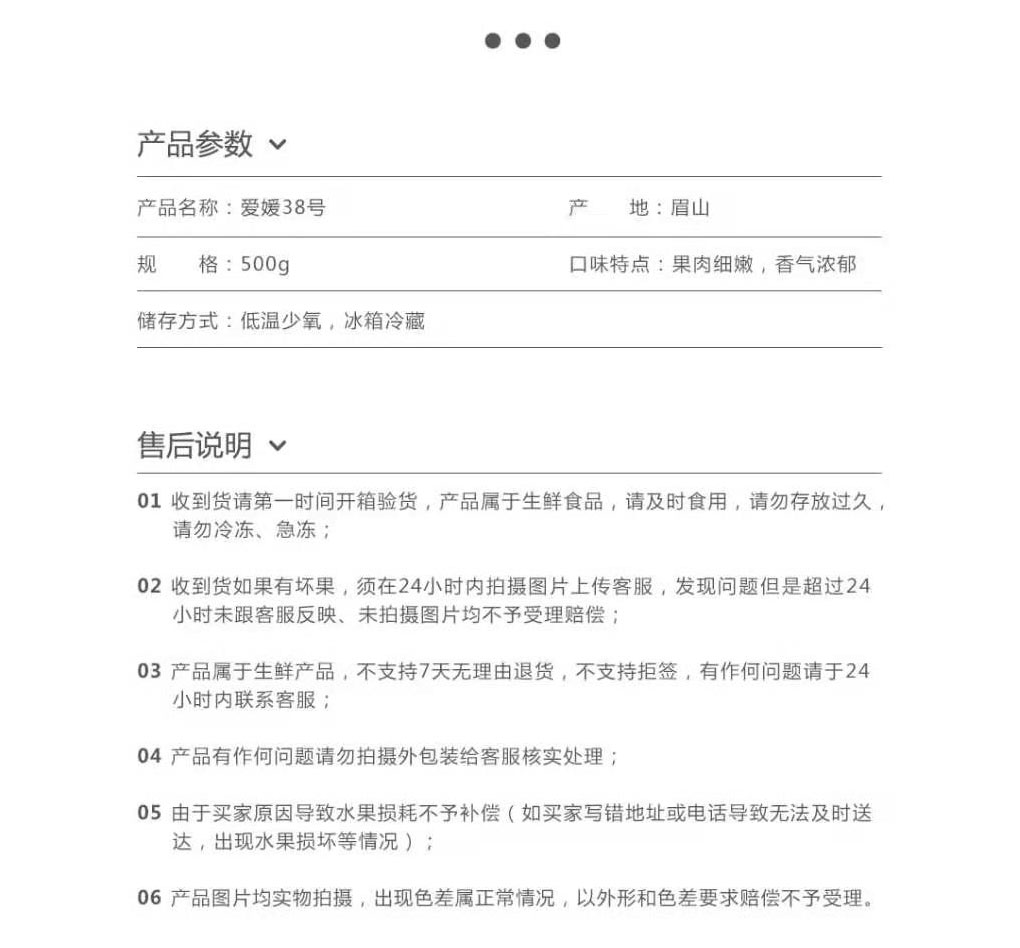 产品参数
产品名称：爱媛38号 产 地：眉山
规 格：500g 口味特点：果肉细嫩，香气浓郁
储存方式：低温少氧，冰箱冷藏
售后说明
01 收到货请第一时间开箱验货，产品属于生鲜食品，请及时食用，请勿存放过久，
请勿冷冻、急冻；
02 收到货如果有坏果，须在24小时内拍摄图片上传客服，发现问题但是超过24
小时未跟客服反映、未拍摄图片均不予受理赔偿；
03 产品属于生鲜产品，不支持7天无理由退货，不支持拒签，有作何问题请于24
小时内联系客服；
04 产品有作何问题请勿拍摄外包装给客服核实处理；
05 由于买家原因导致水果损耗不予补偿（如买家写错地址或电话导致无法及时送
达，出现水果损坏等情况）；
06 产品图片均实物拍摄，出现色差属正常情况，以外形和色差要求赔偿不予受理。